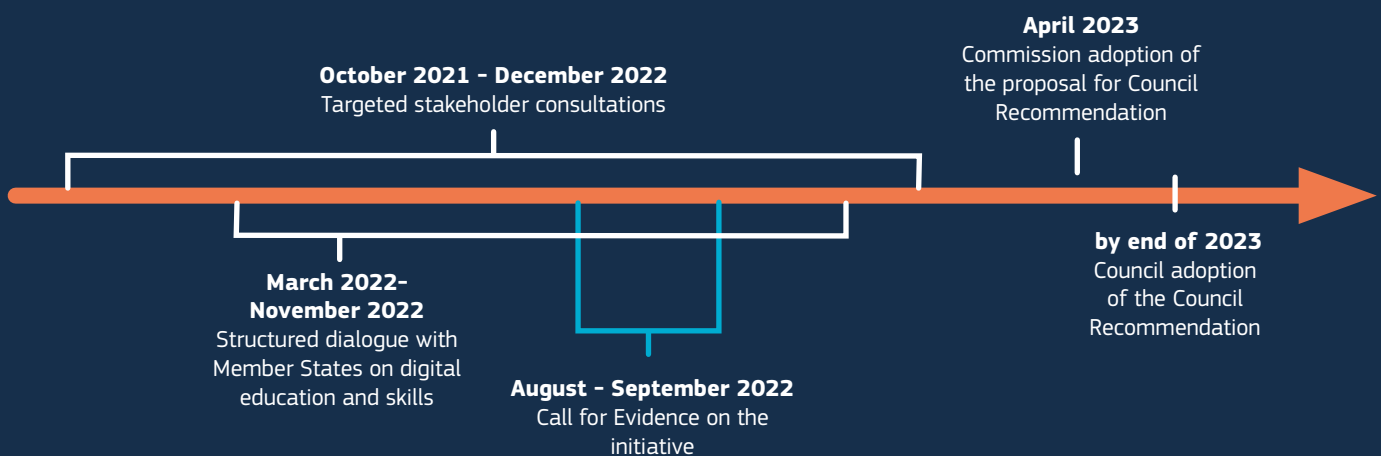 October 2021 – December 2022
Targeted stakeholder consultations
April 2023
Commission adoption of
the proposal for Council
Recommendation
March 2022–
November 2022
Structured dialogue with
Member States on digital
education and skills
August – September 2022
Call for Evidence on the
initiative
by end of 2023
Council adoption
of the Council
Recommendation